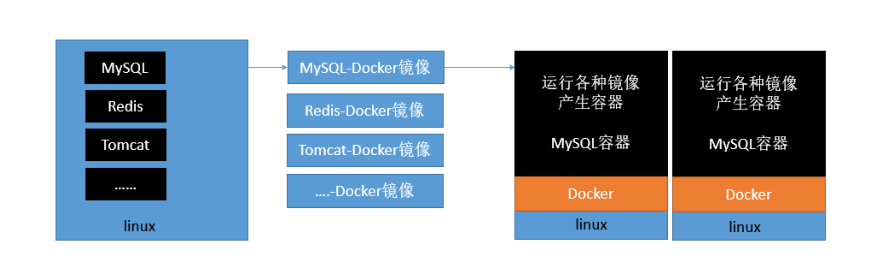 MySQL
Redis
Tomcat
……
linux
MySQL-Docker镜像
Redis-Docker镜像
Tomcat-Docker镜像
….-Docker镜像
运行各种镜像
产生容器
MySQL容器
Docker
linux
运行各种镜像
产生容器
MySQL容器
Docker
linux